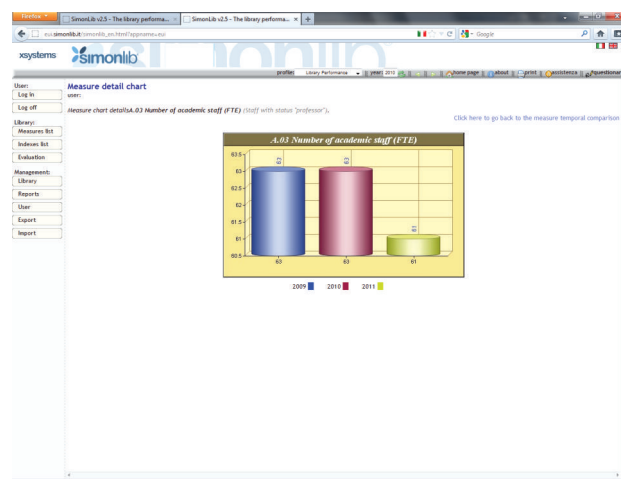 Firefox
SimonLib v2.5 - The library performa...
SimonLib v2.5 - The library performa...
eui.simonlib.it/simonlib_en.html?appname=eui
Google
xsystems
simonlib
profile: Library Performance || year: 2010 || home page || about || print || assistenza || questionar
User:
Log in
Log off
Library:
Measures list
Indexes list
Evaluation
Management:
Library
Reports
User
Export
Import
Measure detail chart
user:
Measure chart detailsA.03 Number of academic staff (FTE) (Staff with status 'professor').
Click here to go back to the measure temporal comparison
A.03 Number of academic staff (FTE)
63.5
63
62.5
62
61.5
61
60.5
63
63
61
63
63
61
2009
2010
2011